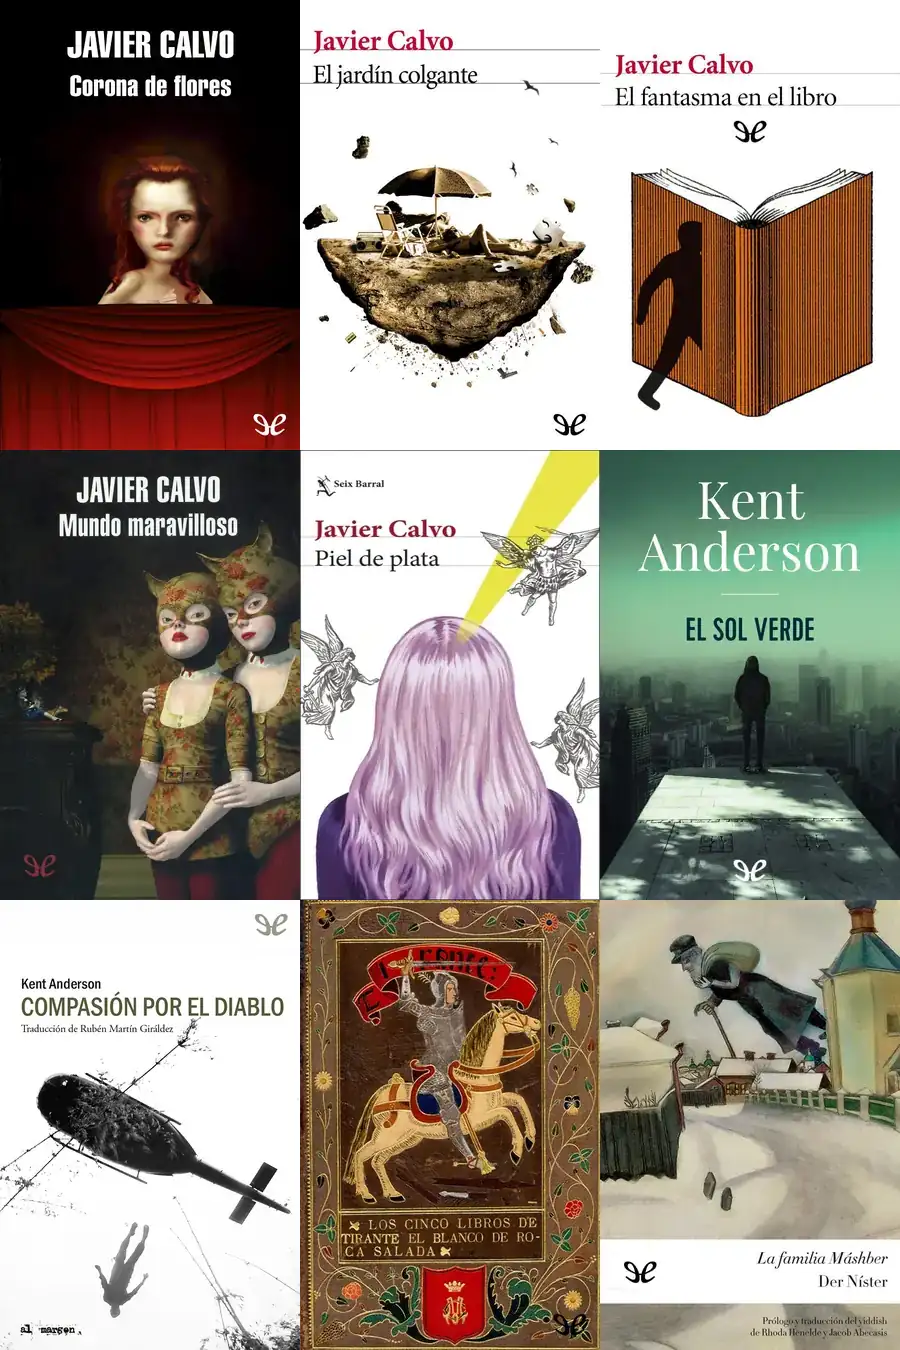 JAVIER CALVO
Corona de flores
Javier Calvo
El jardín colgante
Javier Calvo
El fantasma en el libro
JAVIER CALVO
Mundo maravilloso
Seix Barral
Javier Calvo
Piel de plata
Kent
Anderson
EL SOL VERDE
Kent Anderson
COMPASIÓN POR EL DIABLO
Traducción de Rubén Martín Giráldez
al margen
LOS CINCO LIBROS DE
TIRANTE EL BLANCO DE RO-
CA SALADA
La familia Máshber
Der Níster
Prólogo y traducción del yiddish
de Rhoda Henelde y Jacob Abecasís